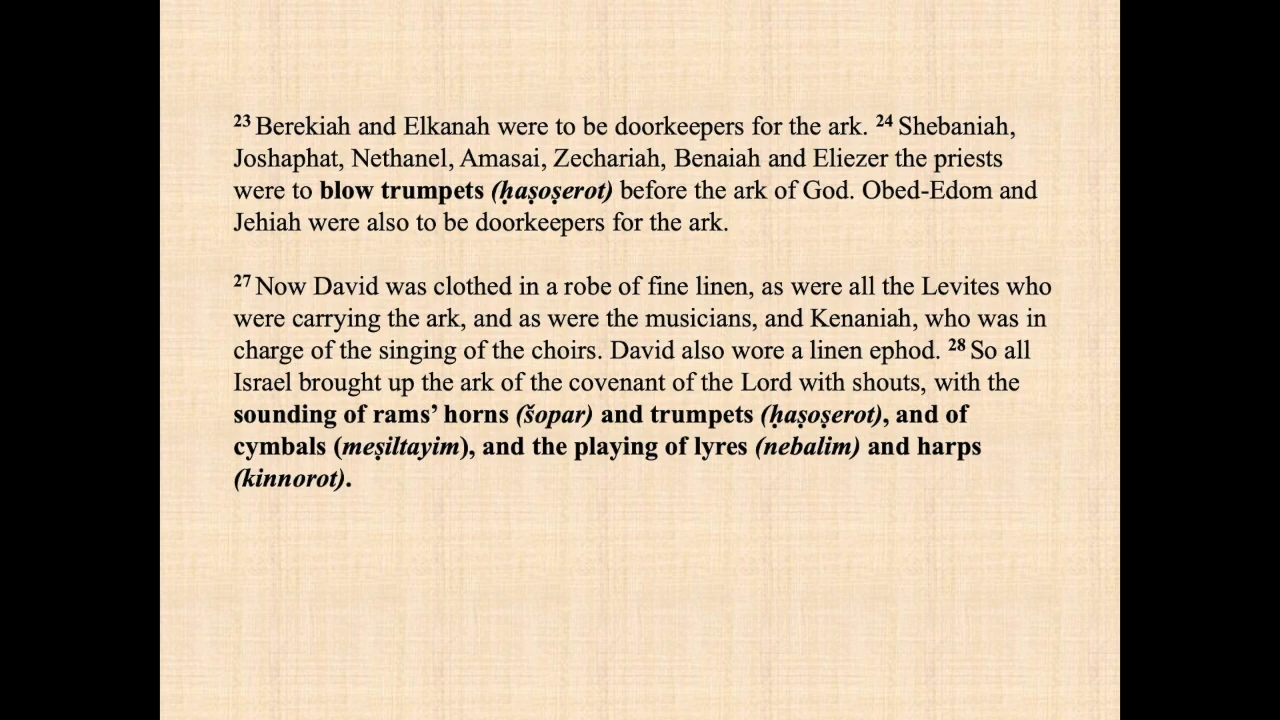 23 Berekiah and Elkanah were to be doorkeepers for the ark. 24 Shebaniah,
Joshaphat, Nethanel, Amasai, Zechariah, Benaiah and Eliezer the priests
were to blow trumpets (ḥaṣoṣerot) before the ark of God. Obed-Edom and
Jehiah were also to be doorkeepers for the ark.
27 Now David was clothed in a robe of fine linen, as were all the Levites who
were carrying the ark, and as were the musicians, and Kenaniah, who was in
charge of the singing of the choirs. David also wore a linen ephod. 28 So all
Israel brought up the ark of the covenant of the Lord with shouts, with the
sounding of rams’ horns (šopar) and trumpets (ḥaṣoṣerot), and of
cymbals (meṣiltayim), and the playing of lyres (nebalim) and harps
(kinnorot).